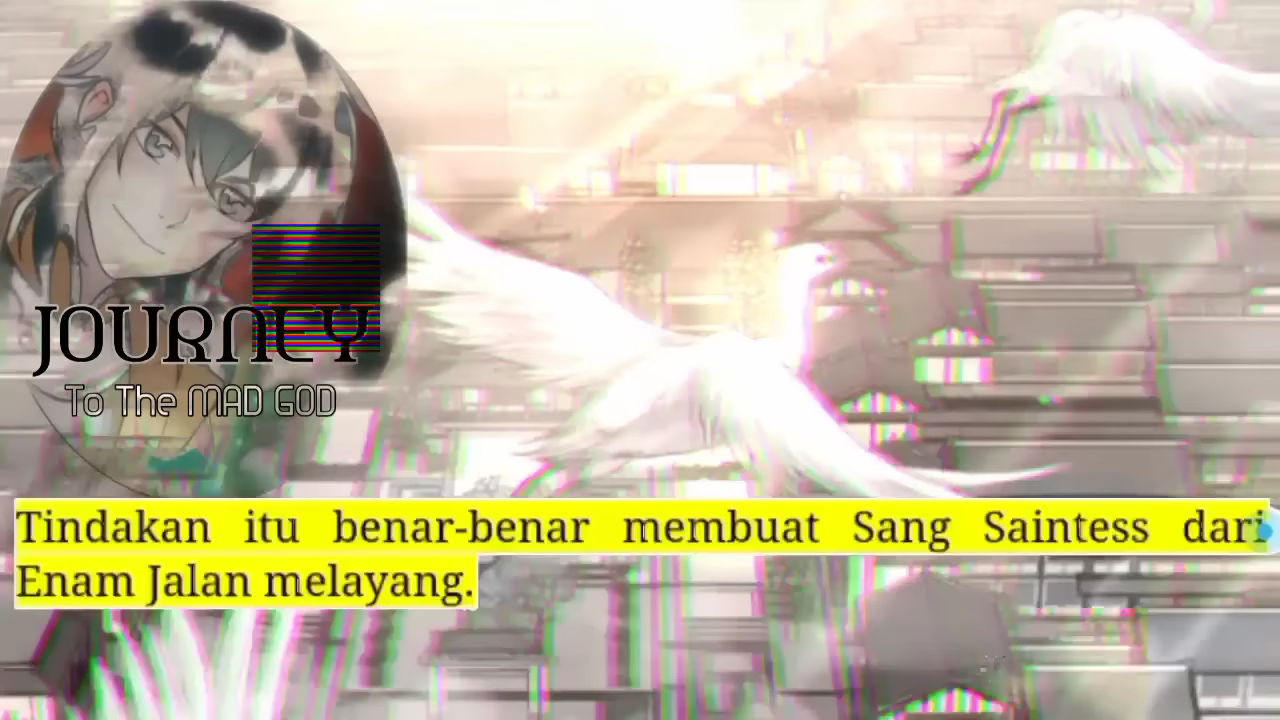 JOURNEY
To The MAD GOD
Tindakan itu benar-benar membuat Sang Saintess dari
Enam Jalan melayang.